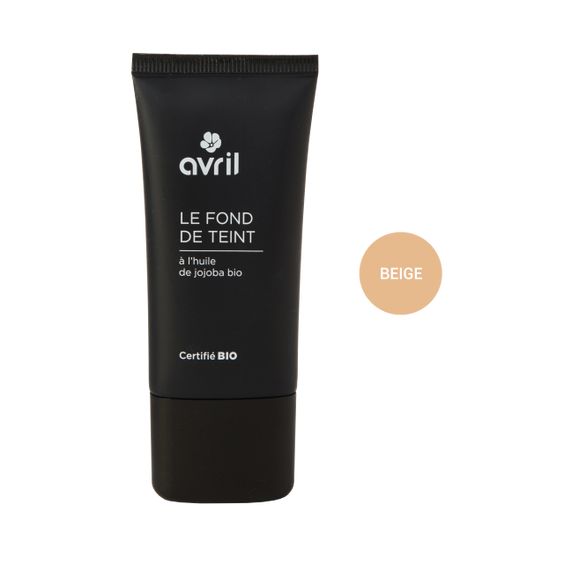 avril
LE FOND
DE TEINT
à l'huile
de jojoba bio
Certifié BIO
BEIGE